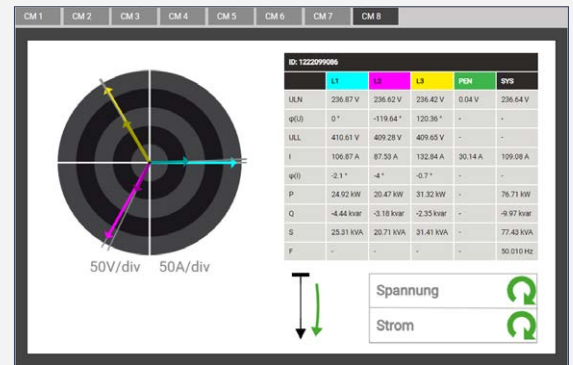 CM 1 CM 2 CM 3 CM 4 CM 5 CM 6 CM 7 CM 8
ID: 1222099086
L1 L2 L3 PEN SYS
ULN 236.87 V 236.62 V 236.42 V 0.04 V 236.64 V
φ(U) 0 ° -119.64 ° 120.36 ° - -
ULL 410.61 V 409.28 V 409.65 V - -
I 106.87 A 87.53 A 132.84 A 30.14 A 109.08 A
φ(I) -2.1 ° -4 ° -0.7 ° - -
P 24.92 kW 20.47 kW 31.32 kW - 76.71 kW
Q -4.44 kvar -3.18 kvar -2.35 kvar - -9.97 kvar
S 25.31 kVA 20.71 kVA 31.41 kVA - 77.43 kVA
F - - - - 50.010 Hz
50V/div 50A/div
Spannung
Strom